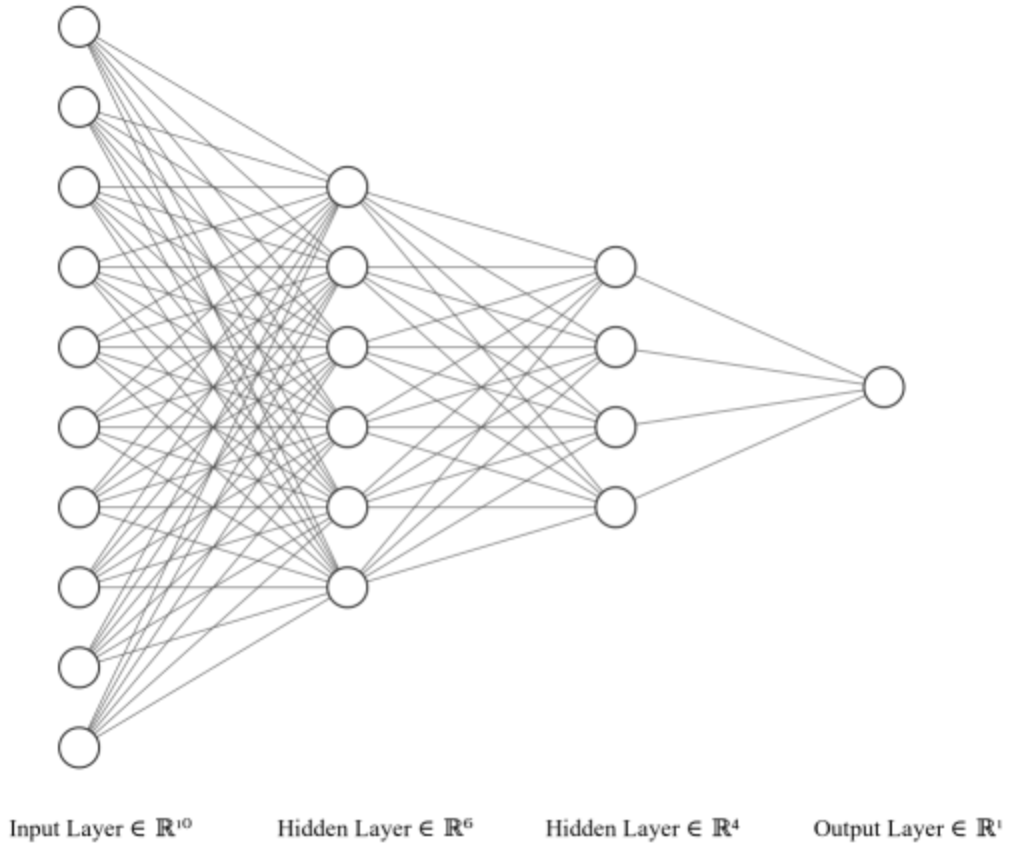 Input Layer ∈ ℝ¹⁰ Hidden Layer ∈ ℝ⁶ Hidden Layer ∈ ℝ⁴ Output Layer ∈ ℝ¹